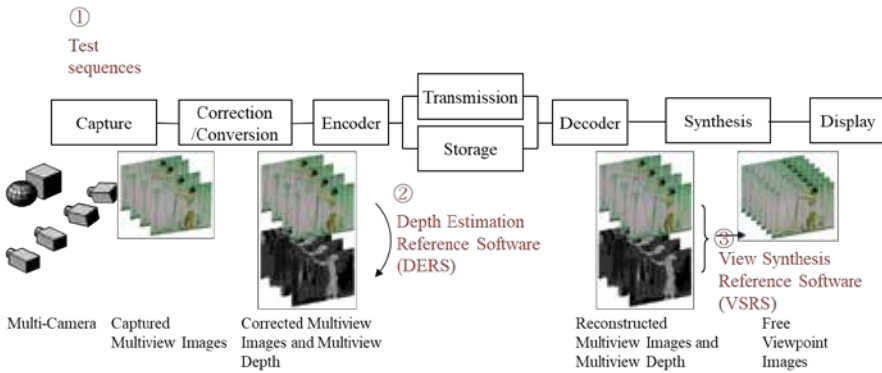 ①
Test
sequences
Capture
Correction
/Conversion
Encoder
Transmission
Storage
Decoder
Synthesis
Display
②
Depth Estimation
Reference Software
(DERS)
③
View Synthesis
Reference Software
(VSRS)
Multi-Camera
Captured
Multiview Images
Corrected Multiview
Images and Multiview
Depth
Reconstructed
Multiview Images and
Multiview Depth
Free
Viewpoint
Images